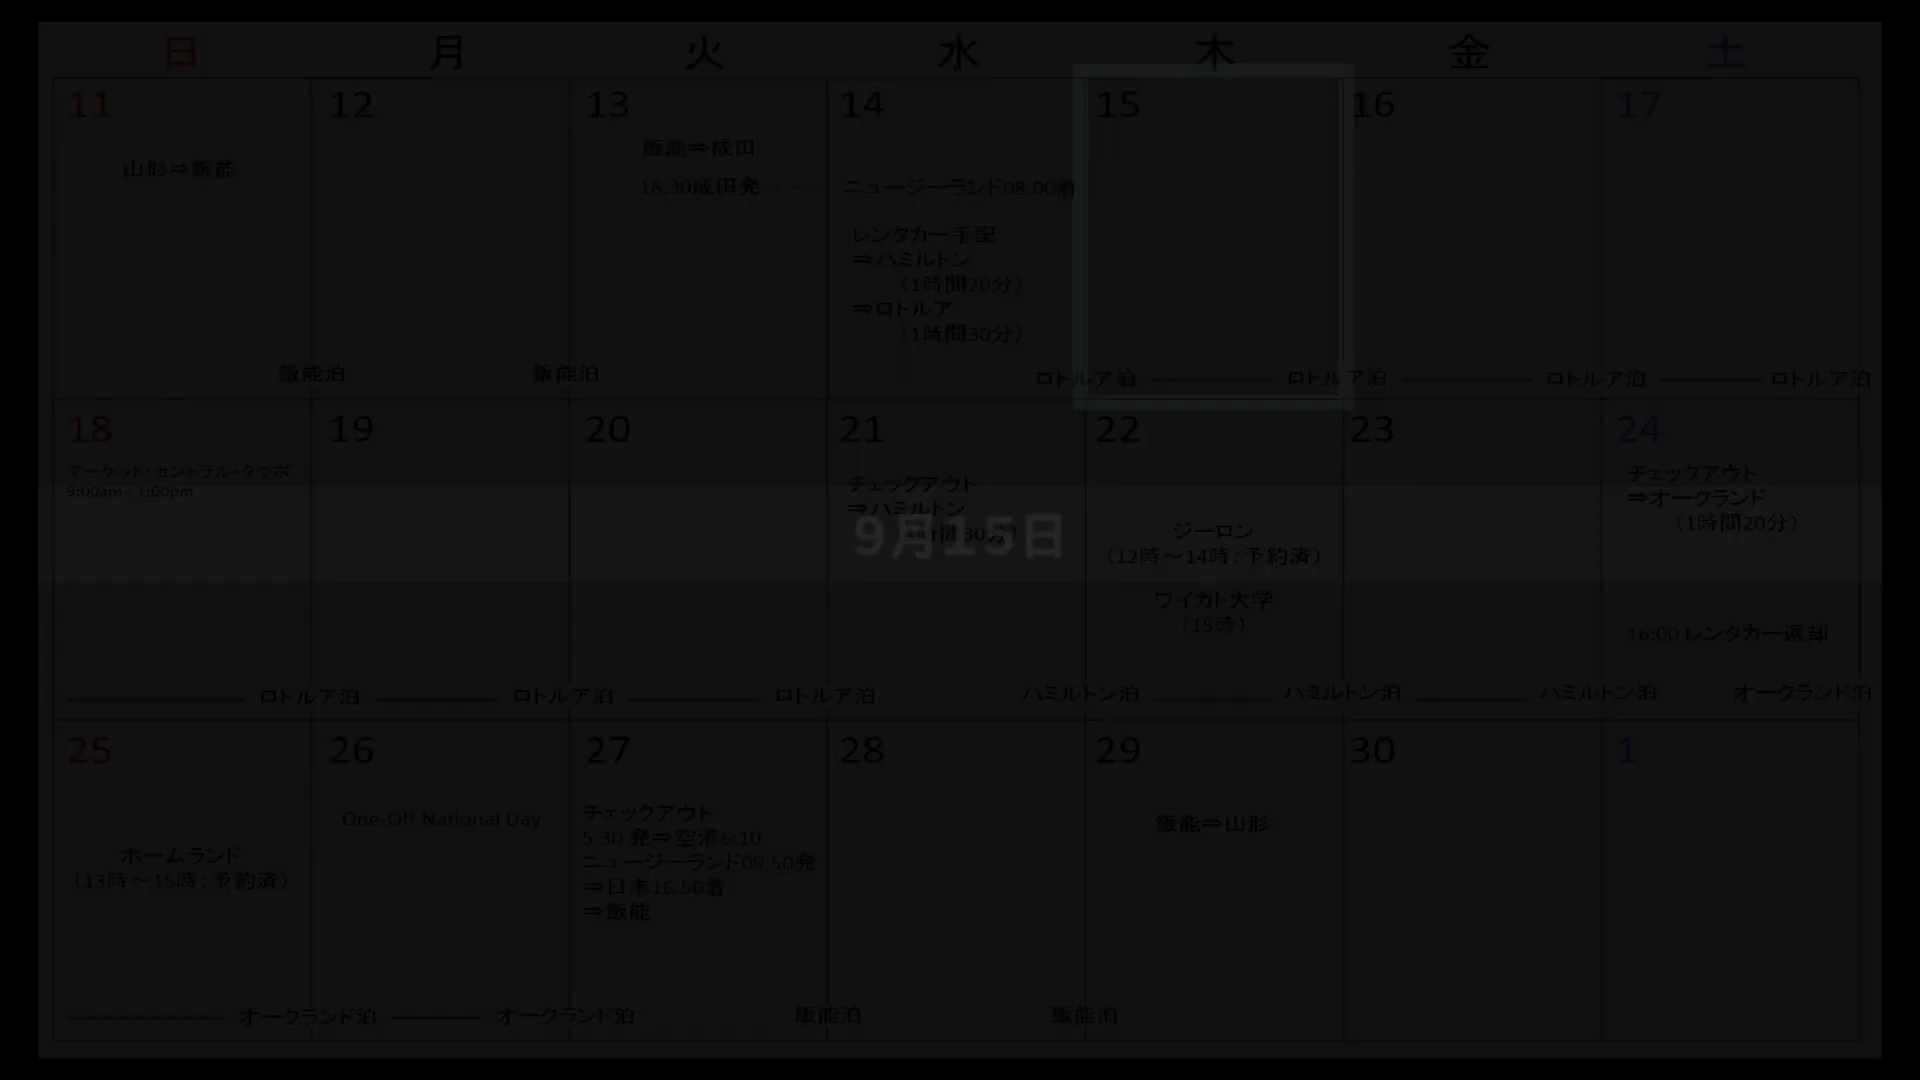 日 月 火 水 木 金 土
11 12 13 14 15 16 17
山形⇒飯能
飯能⇒成田
18:30成田発
ニュージーランド08:00着
レンタカー手配
⇒ハミルトン
(1時間20分)
⇒ロトルア
(1時間30分)
飯能泊 飯能泊 ロトルア泊 ロトルア泊 ロトルア泊 ロトルア泊
18 19 20 21 22 23 24
マーケット・セントラル・タウポ
9:00am - 1:00pm
チェックアウト
⇒ハミルトン
9月15日
ジーロン
(12時～14時:予約済)
ワイカト大学
(15時)
チェックアウト
⇒オークランド
(1時間20分)
16:00 レンタカー返却
ロトルア泊 ロトルア泊 ロトルア泊 ハミルトン泊 ハミルトン泊 ハミルトン泊 オークランド泊
25 26 27 28 29 30 1
ホームランド
(13時～15時:予約済)
One-Off National Day
チェックアウト
5:30 発⇒空港6:10
ニュージーランド09:50発
⇒日本16:50着
⇒飯能
飯能⇒山形
オークランド泊 オークランド泊 飯能泊 飯能泊